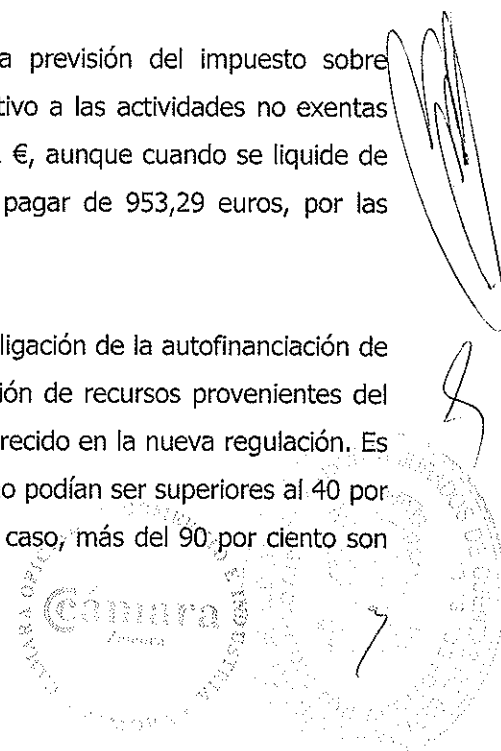 a previsión del impuesto sobre
tivo a las actividades no exentas
€, aunque cuando se liquide de
pagar de 953,29 euros, por las
ligación de la autofinanciación de
ión de recursos provenientes del
recido en la nueva regulación. Es
o podían ser superiores al 40 por
caso, más del 90 por ciento son
Cámara